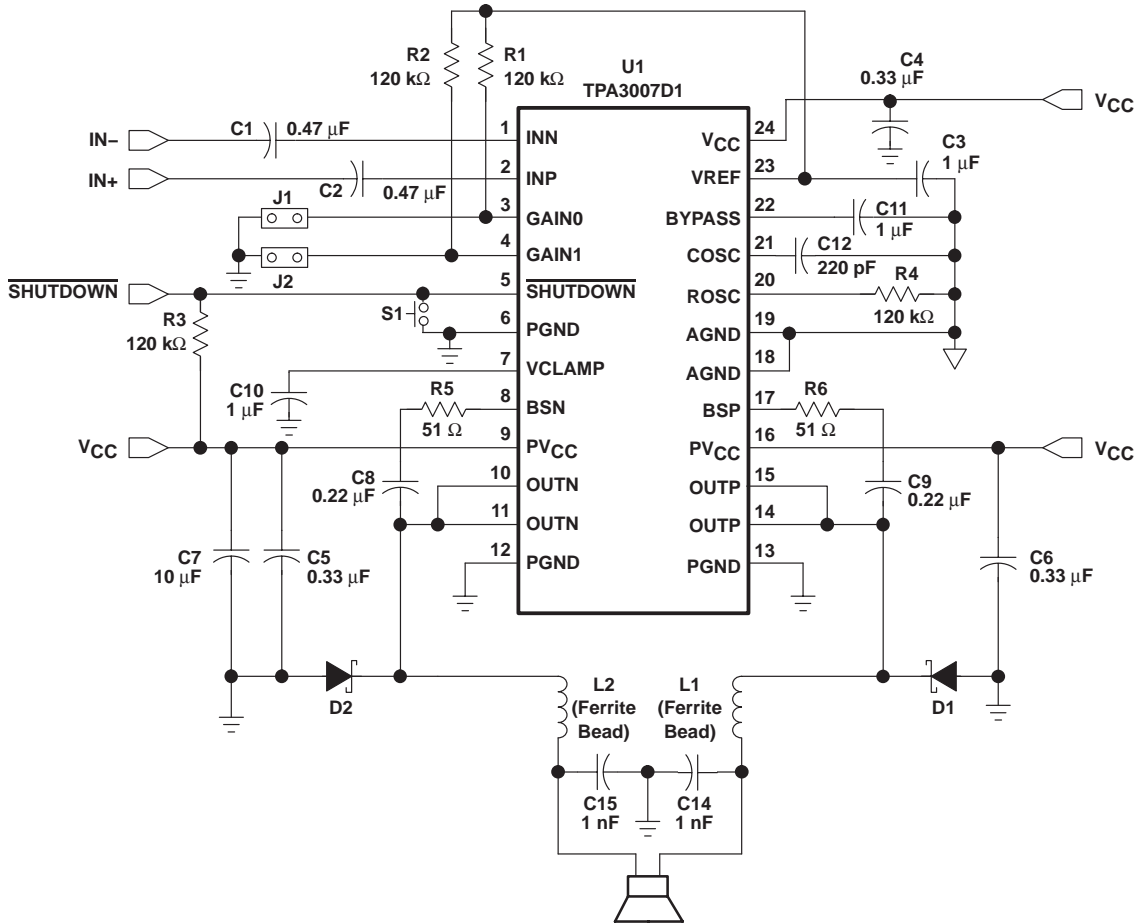 R2
120 kΩ
R1
120 kΩ
U1
TPA3007D1
C4
0.33 µF
VCC
IN–
C1
0.47 µF
1
INN
VCC
24
IN+
C2
0.47 µF
2
INP
VREF
23
C3
1 µF
J1
3
GAIN0
BYPASS
22
C11
1 µF
J2
4
GAIN1
COSC
21
C12
220 pF
SHUTDOWN
5
SHUTDOWN
ROSC
20
R4
120 kΩ
R3
120 kΩ
S1
6
PGND
AGND
19
7
VCLAMP
AGND
18
C10
1 µF
R5
51 Ω
8
BSN
BSP
17
R6
51 Ω
VCC
9
PVCC
PVCC
16
VCC
C8
0.22 µF
10
OUTN
OUTP
15
C9
0.22 µF
11
OUTN
OUTP
14
C7
10 µF
C5
0.33 µF
12
PGND
PGND
13
C6
0.33 µF
D2
L2
(Ferrite
Bead)
L1
(Ferrite
Bead)
D1
C15
1 nF
C14
1 nF